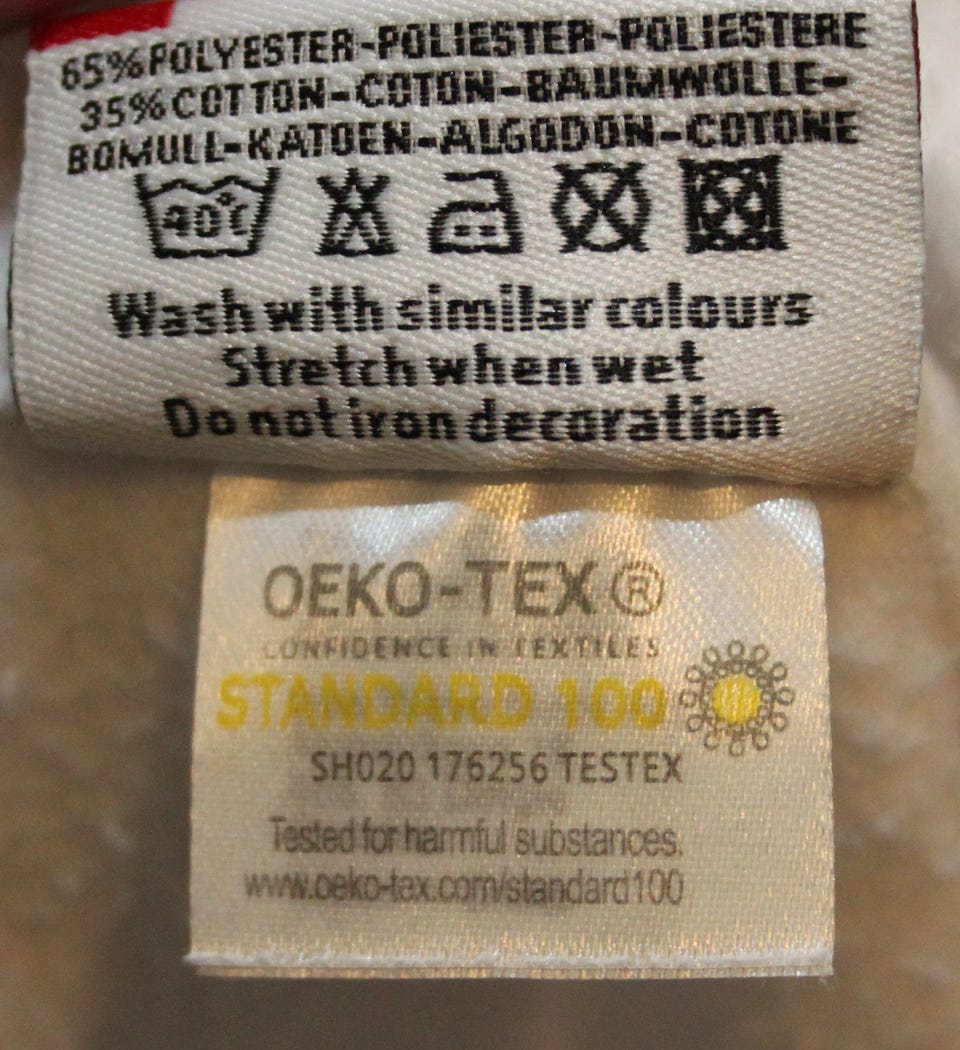 65% POLYESTER-POLIESTER-POLIESTERE
35% COTTON-COTON-BAUMWOLLE-
BOMULL-KATOEN-ALGODON-COTONE
40°C
Wash with similar colours
Stretch when wet
Do not iron decoration
OEKO-TEX®
CONFIDENCE IN TEXTILES
STANDARD 100
SH020 176256 TESTEX
Tested for harmful substances.
www.oeko-tex.com/standard100